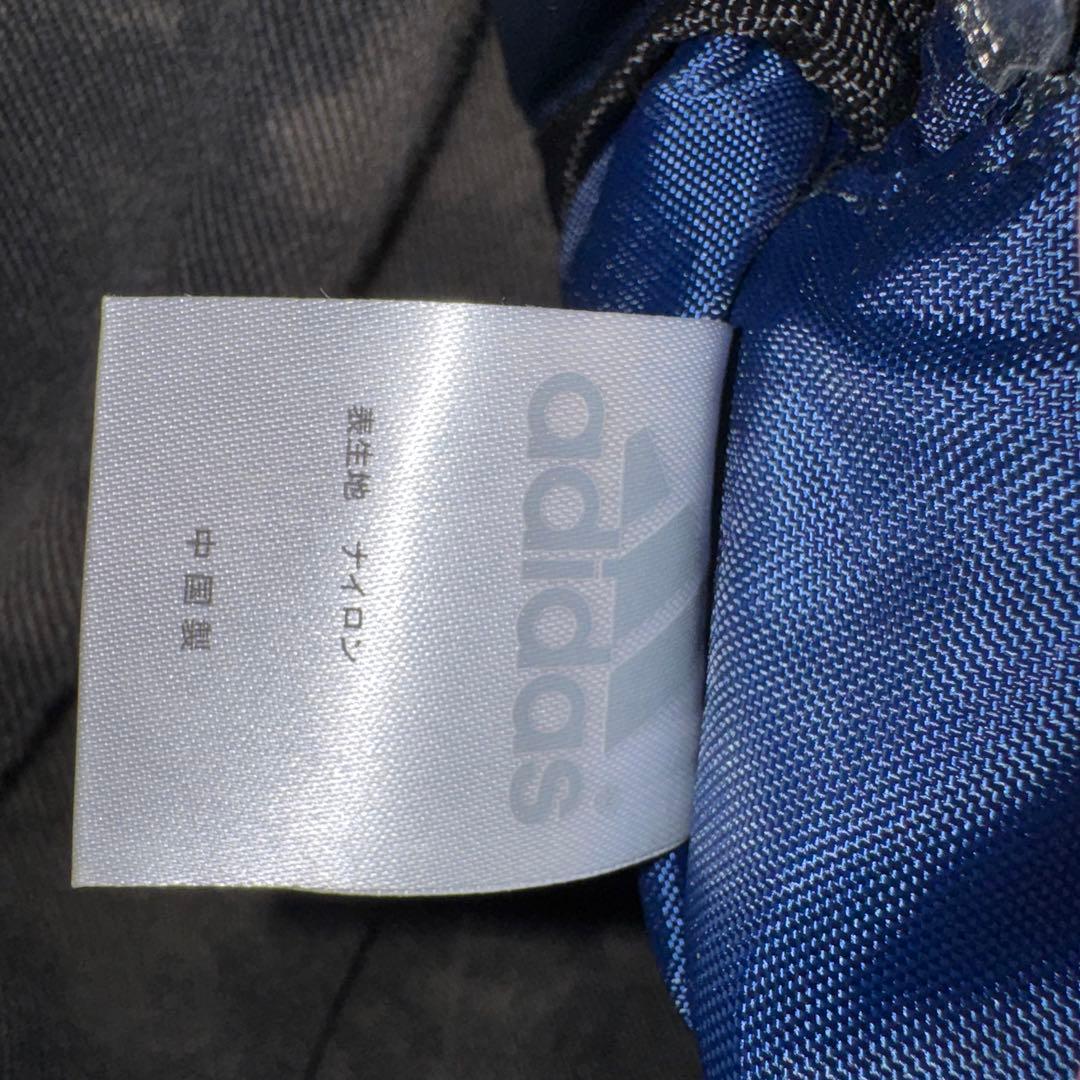 adidas
表生地 ナイロン
中国製